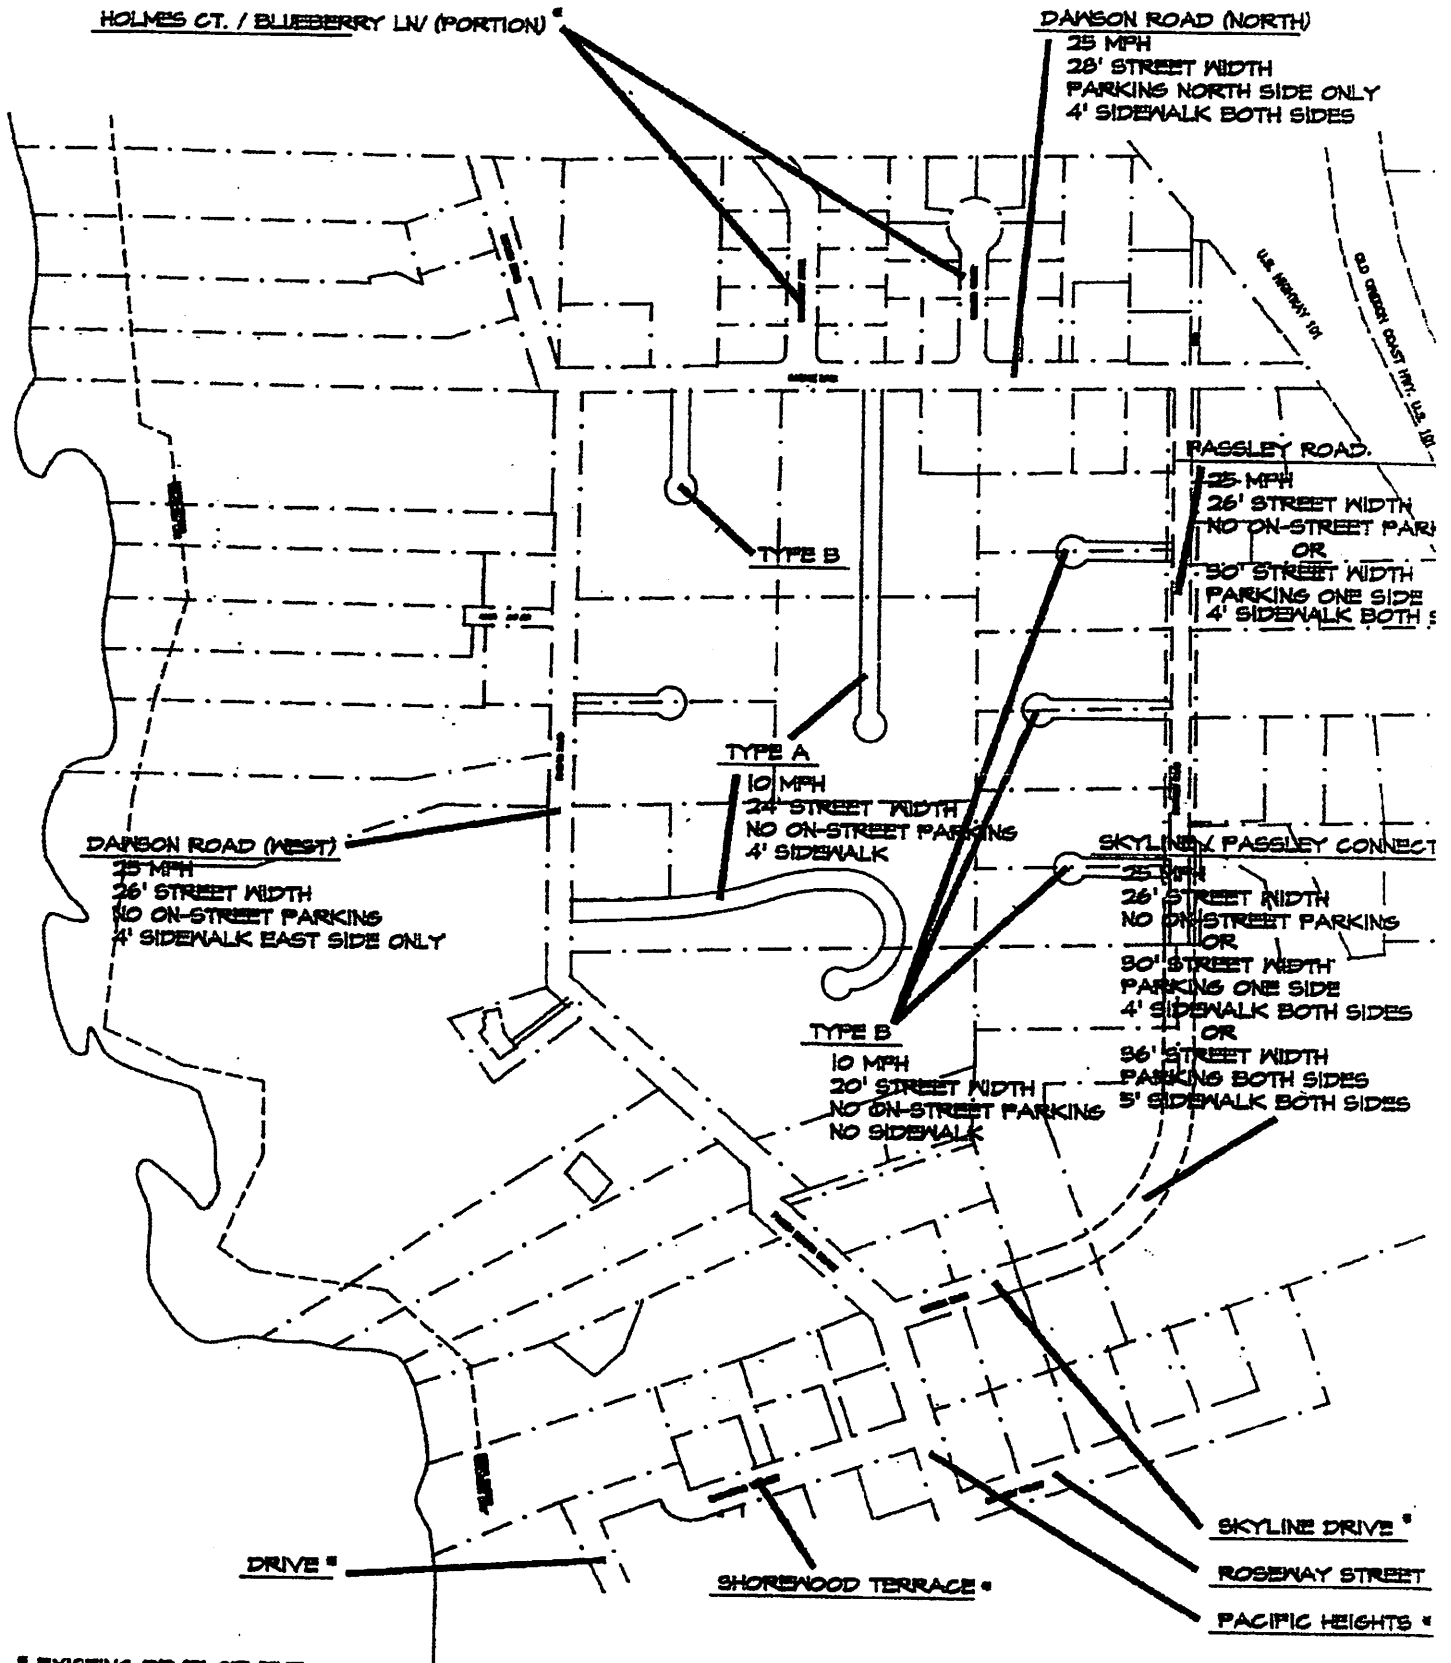 HOLMES CT. / BLUEBERRY LN/ (PORTION) *
DAWSON ROAD (NORTH)
25 MPH
28' STREET WIDTH
PARKING NORTH SIDE ONLY
4' SIDEWALK BOTH SIDES
U.S. HIGHWAY 101
OLD OREGON COAST HWY. U.S. 101
PASSLEY ROAD
25 MPH
26' STREET WIDTH
NO ON-STREET PARK
OR
30' STREET WIDTH
PARKING ONE SIDE
4' SIDEWALK BOTH S
TYPE B
TYPE A
10 MPH
24' STREET WIDTH
NO ON-STREET PARKING
4' SIDEWALK
DAWSON ROAD (WEST)
25 MPH
26' STREET WIDTH
NO ON-STREET PARKING
4' SIDEWALK EAST SIDE ONLY
SKYLINE / PASSLEY CONNECT
25 MPH
26' STREET WIDTH
NO ON-STREET PARKING
OR
30' STREET WIDTH
PARKING ONE SIDE
4' SIDEWALK BOTH SIDES
OR
36' STREET WIDTH
PARKING BOTH SIDES
5' SIDEWALK BOTH SIDES
TYPE B
10 MPH
20' STREET WIDTH
NO ON-STREET PARKING
NO SIDEWALK
DRIVE *
SHOREWOOD TERRACE *
SKYLINE DRIVE *
ROSEWAY STREET
PACIFIC HEIGHTS *